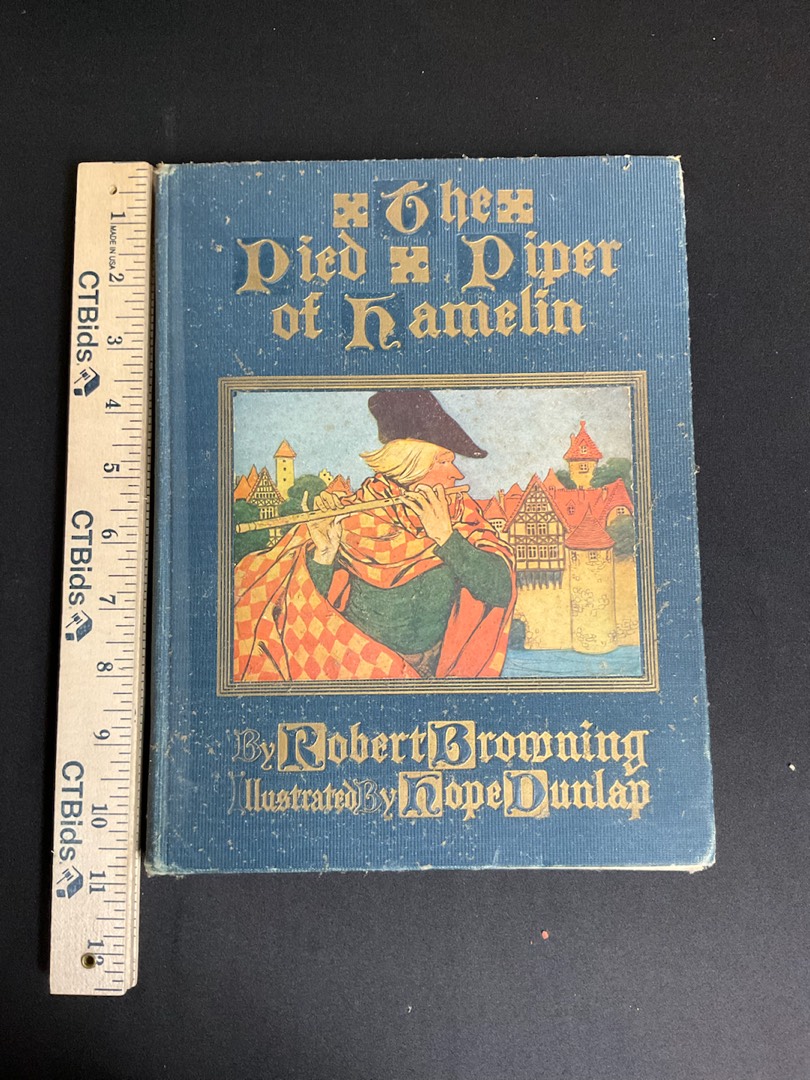 The
Pied Piper
of Hamelin
By Robert Browning
Illustrated By Hope Dunlap
1
MADE IN USA
2
CTBids
3
4
5
6
CTBids
7
8
9
10
CTBids
11
12